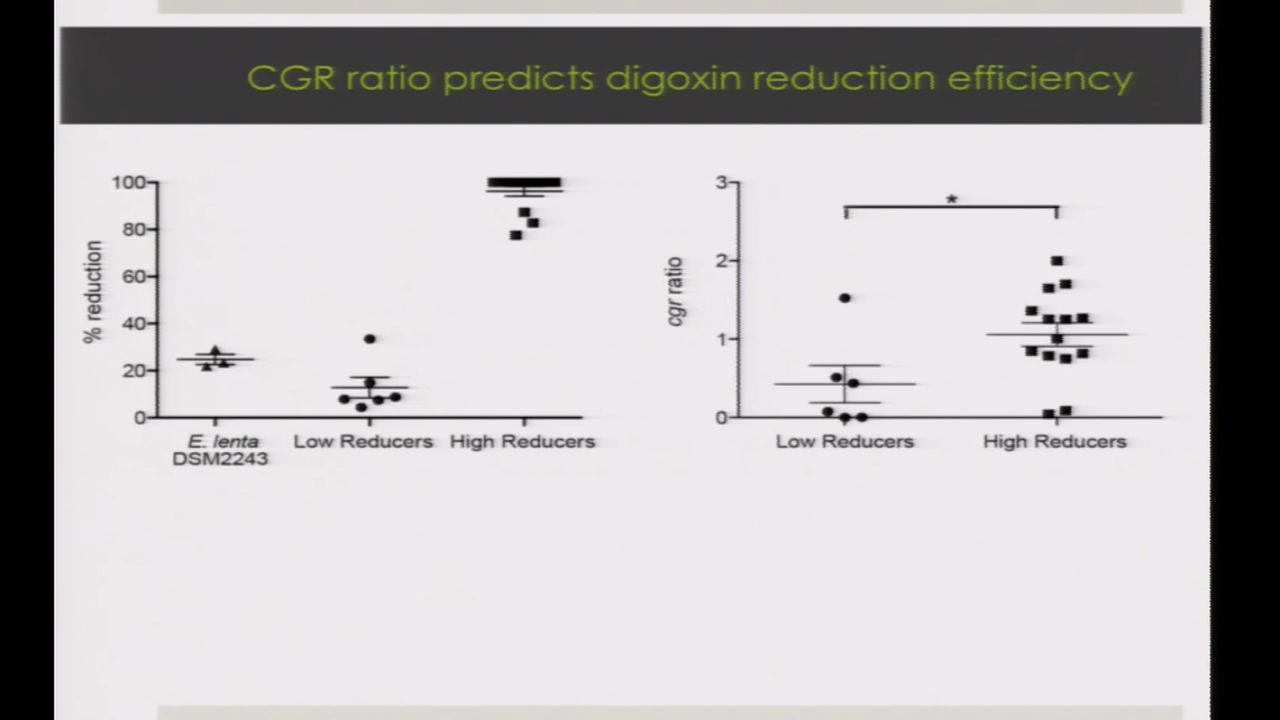 CGR ratio predicts digoxin reduction efficiency
% reduction
100
80
60
40
20
0
E. lenta
DSM2243
Low Reducers
High Reducers
cgr ratio
3
2
1
0
*
Low Reducers
High Reducers